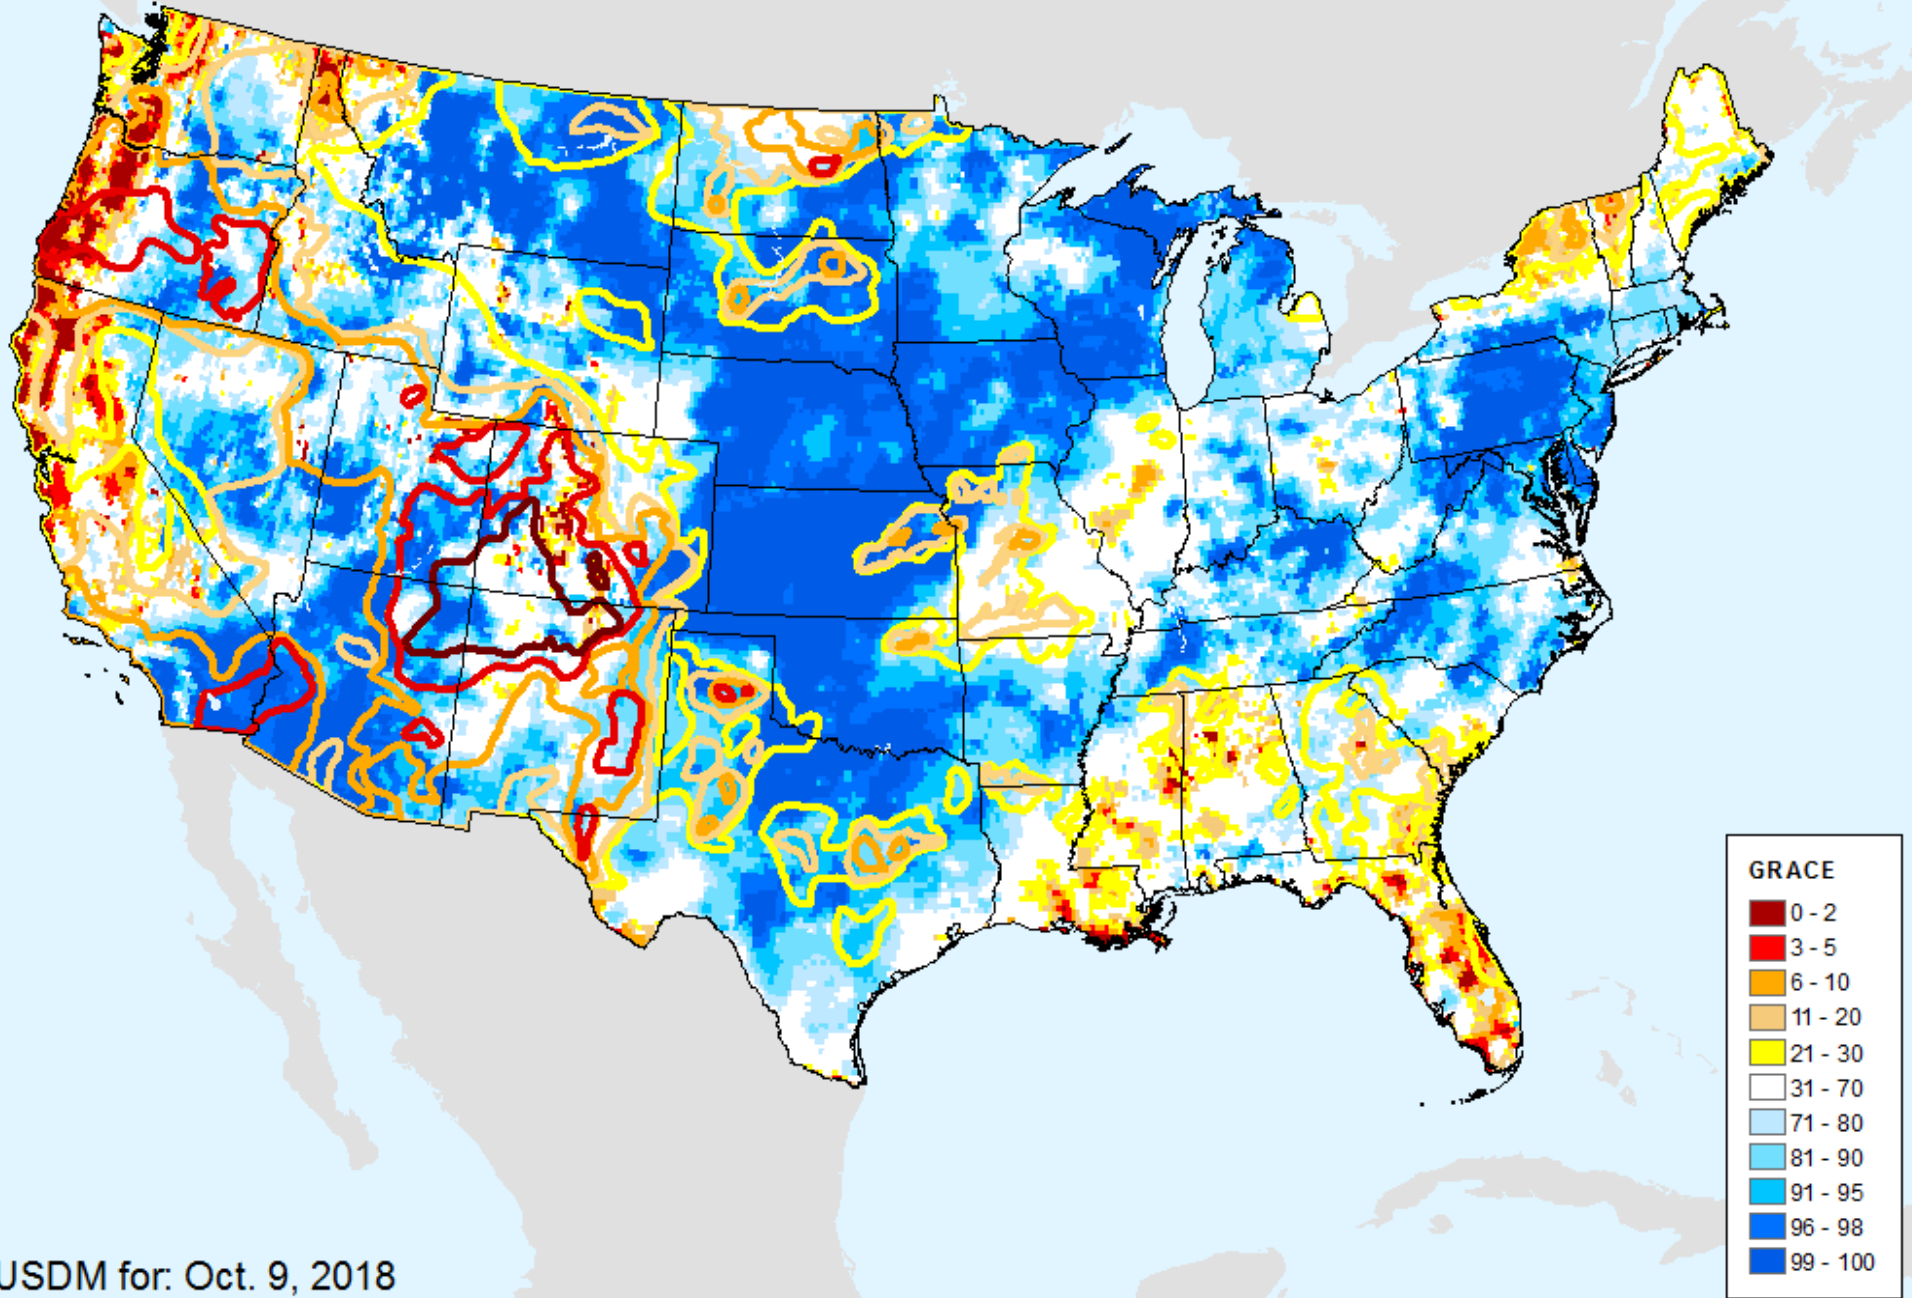 GRACE
0 - 2
3 - 5
6 - 10
11 - 20
21 - 30
31 - 70
71 - 80
81 - 90
91 - 95
96 - 98
99 - 100
USDM for: Oct. 9, 2018